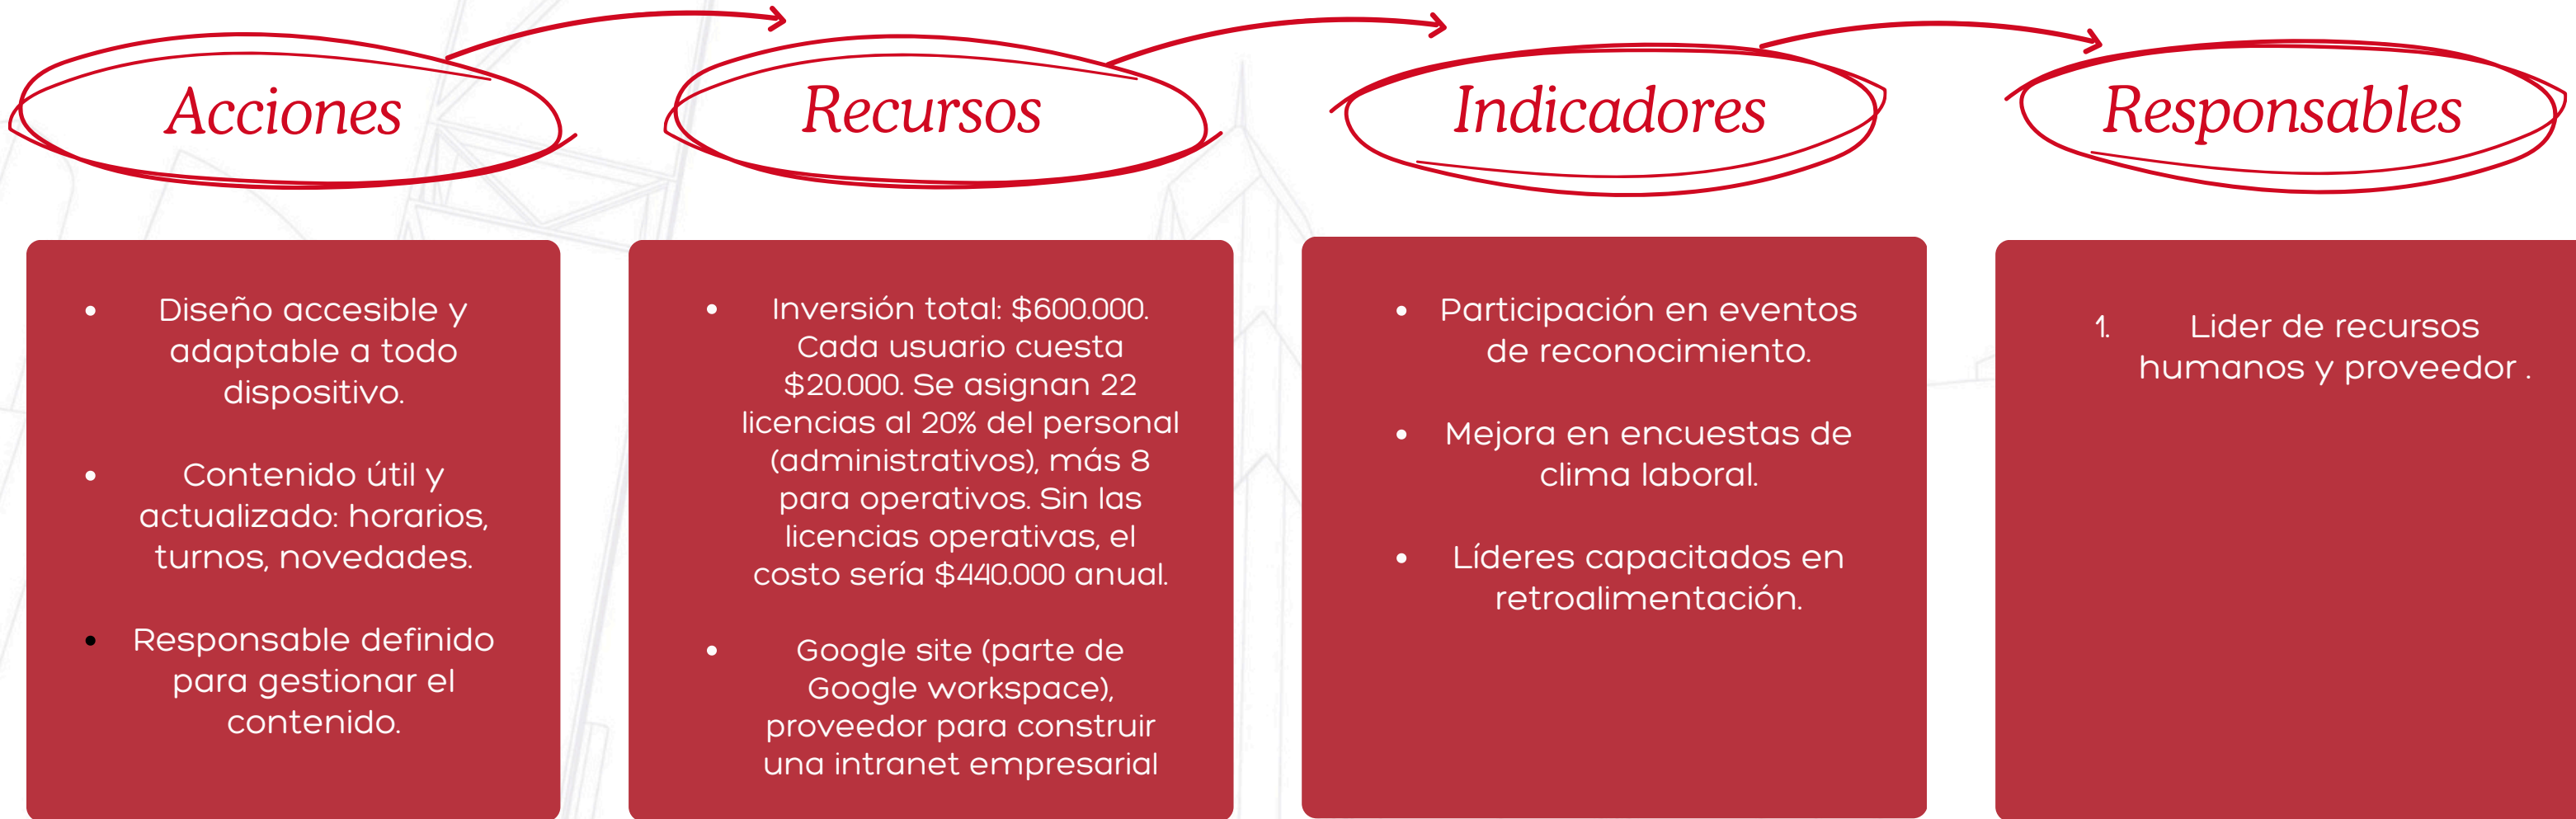 Acciones
Recursos
Indicadores
Responsables
• Diseño accesible y
adaptable a todo
dispositivo.
• Contenido útil y
actualizado: horarios,
turnos, novedades.
• Responsable definido
para gestionar el
contenido.
• Inversión total: $600.000.
Cada usuario cuesta
$20.000. Se asignan 22
licencias al 20% del personal
(administrativos), más 8
para operativos. Sin las
licencias operativas, el
costo sería $440.000 anual.
• Google site (parte de
Google workspace),
proveedor para construir
una intranet empresarial
• Participación en eventos
de reconocimiento.
• Mejora en encuestas de
clima laboral.
• Líderes capacitados en
retroalimentación.
1. Lider de recursos
humanos y proveedor .